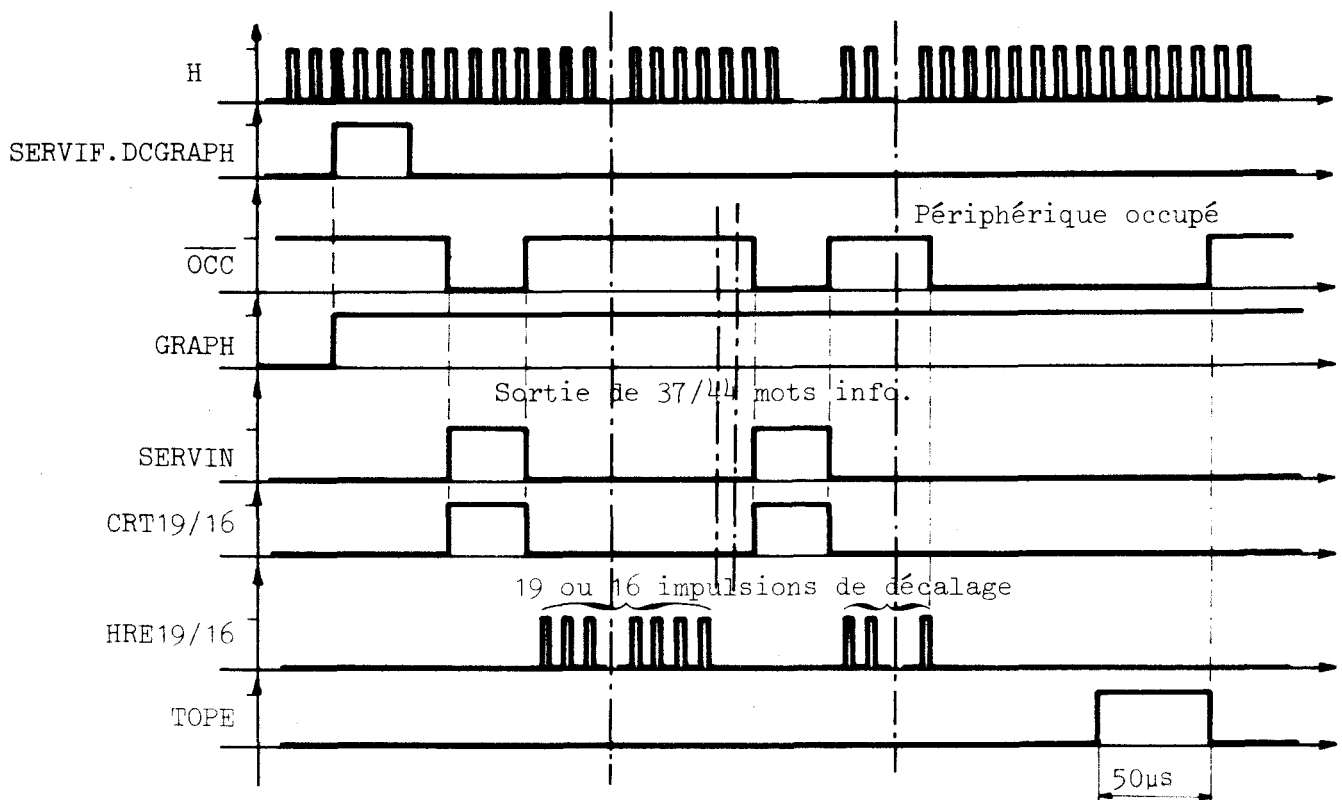 H
SERVIF.DCGRAPH
Périphérique occupé
OCC
GRAPH
Sortie de 37/44 mots info.
SERVIN
CRT19/16
19 ou 16 impulsions de décalage
HRE19/16
TOPE
50µs